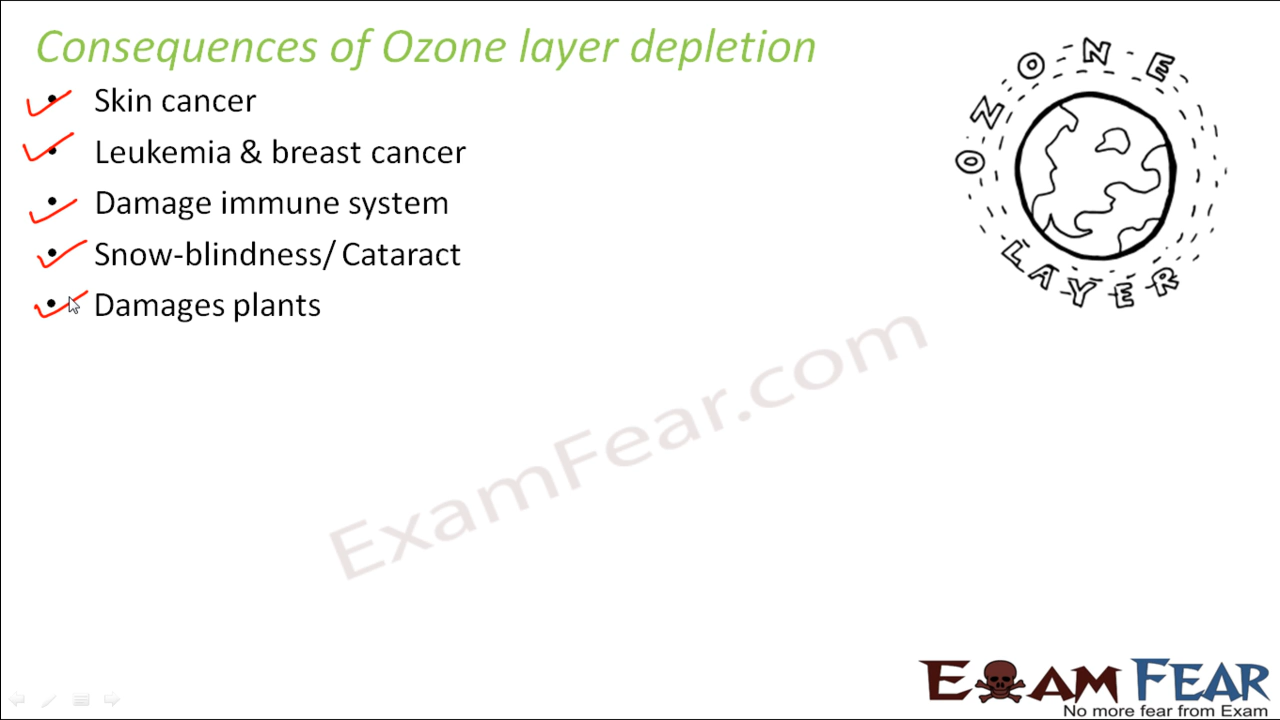 Consequences of Ozone layer depletion
• Skin cancer
• Leukemia & breast cancer
• Damage immune system
• Snow-blindness/ Cataract
• Damages plants
OZONE
LAYER
ExamFear.com
EXAM FEAR
No more fear from Exam